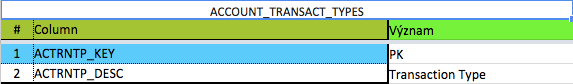 ACCOUNT_TRANSACT_TYPES
# Column Význam
1 ACTRNTP_KEY PK
2 ACTRNTP_DESC Transaction Type